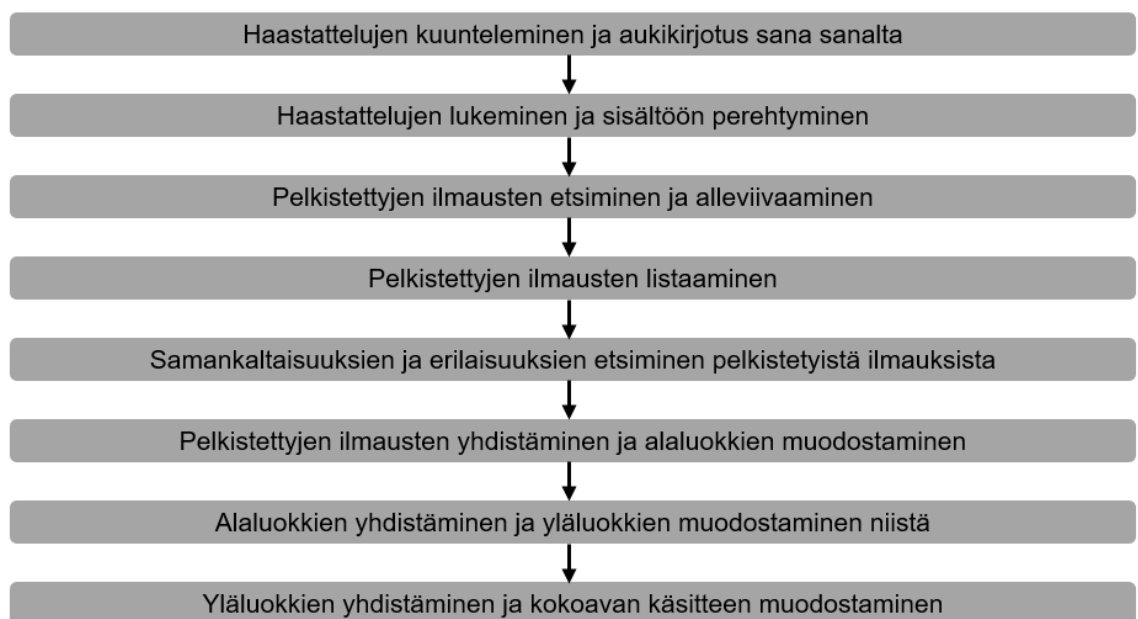 Haastattelujen kuunteleminen ja aukikirjotus sana sanalta
Haastattelujen lukeminen ja sisältöön perehtyminen
Pelkistettyjen ilmausten etsiminen ja alleviivaaminen
Pelkistettyjen ilmausten listaaminen
Samankaltaisuuksien ja erilaisuuksien etsiminen pelkistetyistä ilmauksista
Pelkistettyjen ilmausten yhdistäminen ja alaluokkien muodostaminen
Alaluokkien yhdistäminen ja yläluokkien muodostaminen niistä
Yläluokkien yhdistäminen ja kokoavan käsitteen muodostaminen